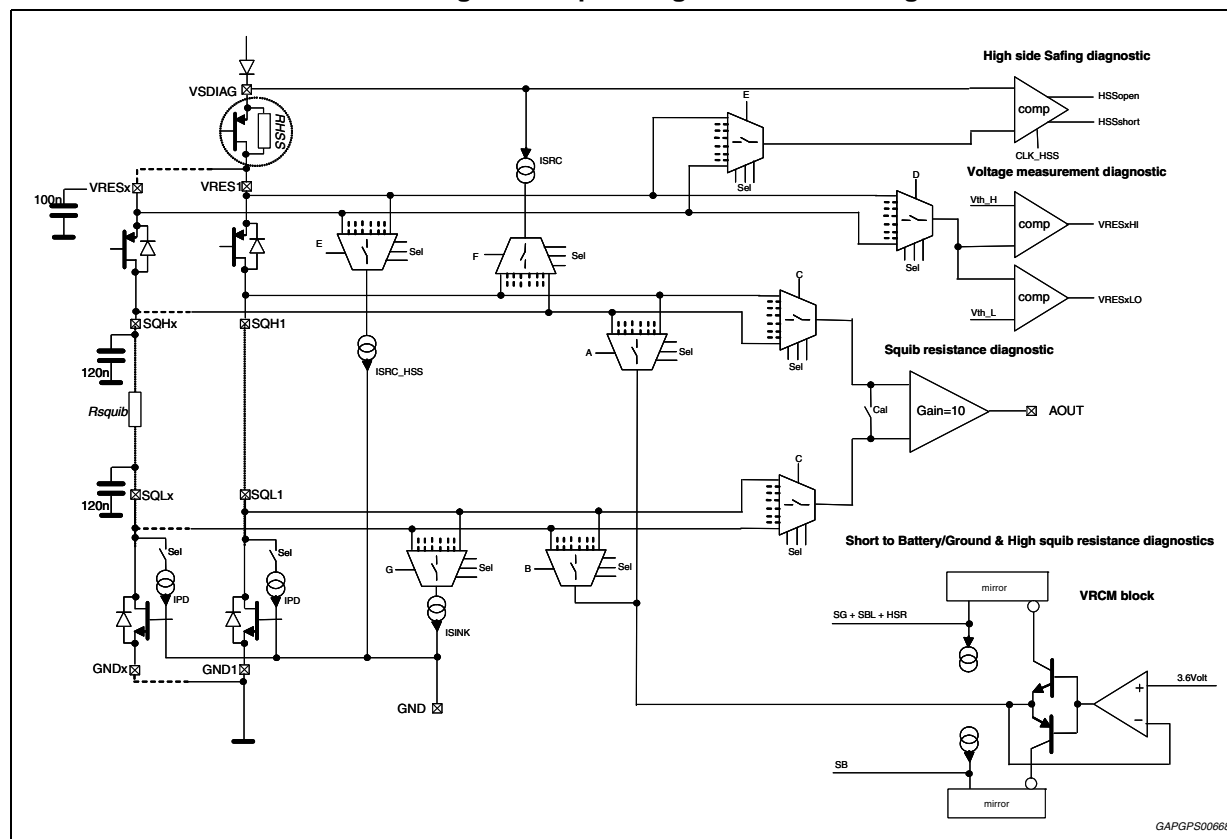 High side Safing diagnostic
VSDIAG
RHSS
E
comp
HSSopen
HSSshort
CLK_HSS
ISRC
Sel
Voltage measurement diagnostic
VRESx
VRES1
100n
D
Vth_H
comp
VRESxHI
E
Sel
F
Sel
Sel
comp
VRESxLO
Vth_L
C
SQHx
SQH1
Sel
A
Sel
Squib resistance diagnostic
120n
ISRC_HSS
Rsquib
Cal
Gain=10
AOUT
C
120n
SQLx
SQL1
Sel
Short to Battery/Ground & High squib resistance diagnostics
Sel
Sel
G
Sel
B
Sel
mirror
VRCM block
IPD
IPD
ISINK
SG + SBL + HSR
GNDx
GND1
GND
3.6Volt
+
−
SB
mirror
GAPGPS00668